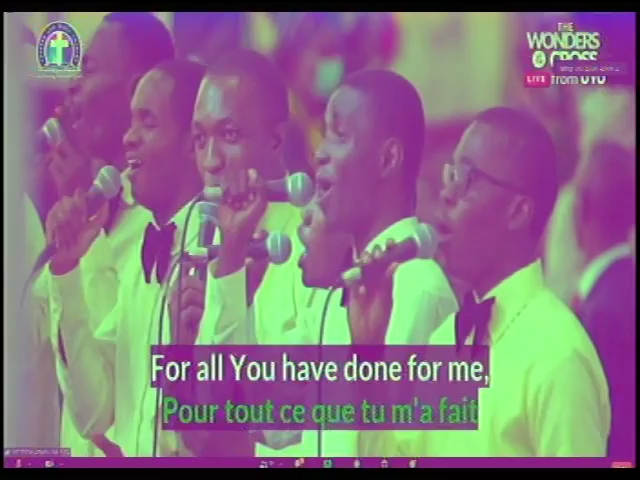 THE
WONDERS
CROSS
LIVE from UYO
For all You have done for me,
Pour tout ce que tu m'a fait